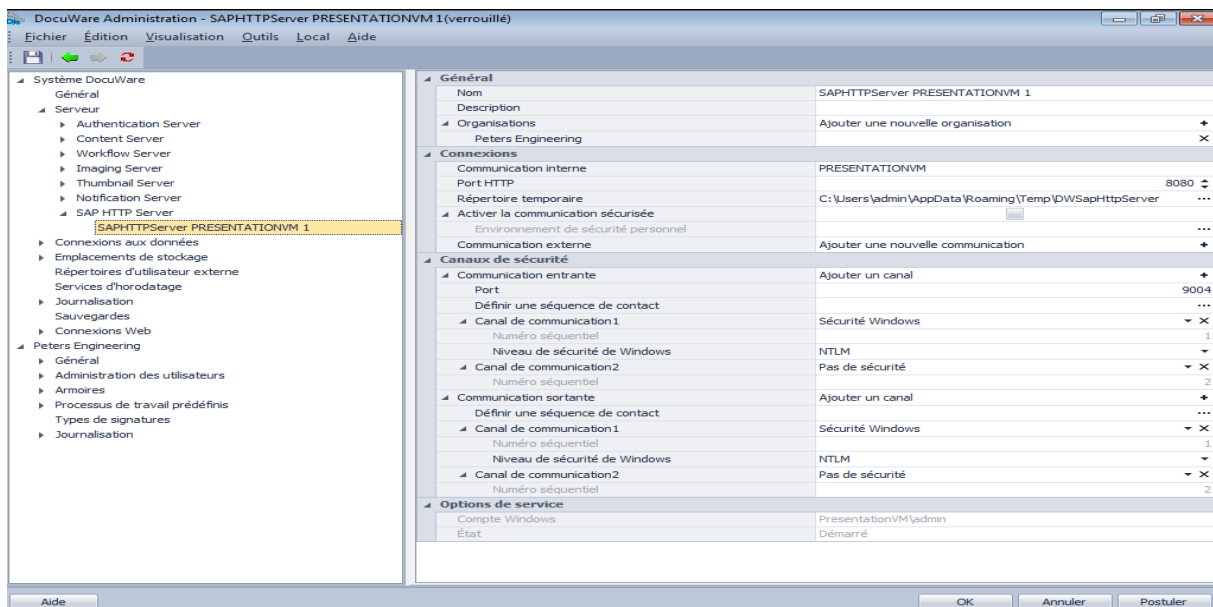 DocuWare Administration - SAPHTTPServer PRESENTATIONVM 1(verrouillé)
Fichier Édition Visualisation Outils Local Aide
Système DocuWare
Général
Serveur
Authentication Server
Content Server
Workflow Server
Imaging Server
Thumbnail Server
Notification Server
SAP HTTP Server
SAPHTTPServer PRESENTATIONVM 1
Connexions aux données
Emplacements de stockage
Répertoires d'utilisateur externe
Services d'horodatage
Journalisation
Sauvegardes
Connexions Web
Peters Engineering
Général
Administration des utilisateurs
Armoires
Processus de travail prédéfinis
Types de signatures
Journalisation
Général
Nom SAPHTTPServer PRESENTATIONVM 1
Description
Organisations Ajouter une nouvelle organisation
Peters Engineering
Connexions
Communication interne PRESENTATIONVM
Port HTTP 8080
Répertoire temporaire C:\Users\admin\AppData\Roaming\Temp\DWSapHttpServer ...
Activer la communication sécurisée
Environnement de sécurité personnel ...
Communication externe Ajouter une nouvelle communication
Canaux de sécurité
Communication entrante Ajouter un canal
Port 9004
Définir une séquence de contact ...
Canal de communication1 Sécurité Windows
Numéro séquentiel 1
Niveau de sécurité de Windows NTLM
Canal de communication2 Pas de sécurité
Numéro séquentiel 2
Communication sortante Ajouter un canal
Définir une séquence de contact ...
Canal de communication1 Sécurité Windows
Numéro séquentiel 1
Niveau de sécurité de Windows NTLM
Canal de communication2 Pas de sécurité
Numéro séquentiel 2
Options de service
Compte Windows PresentationVM\admin
État Démarré
Aide OK Annuler Postuler